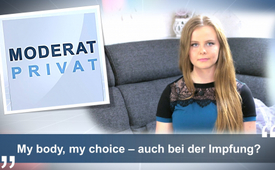 MODERAT
PRIVAT
My body, my choice – auch bei der Impfung?